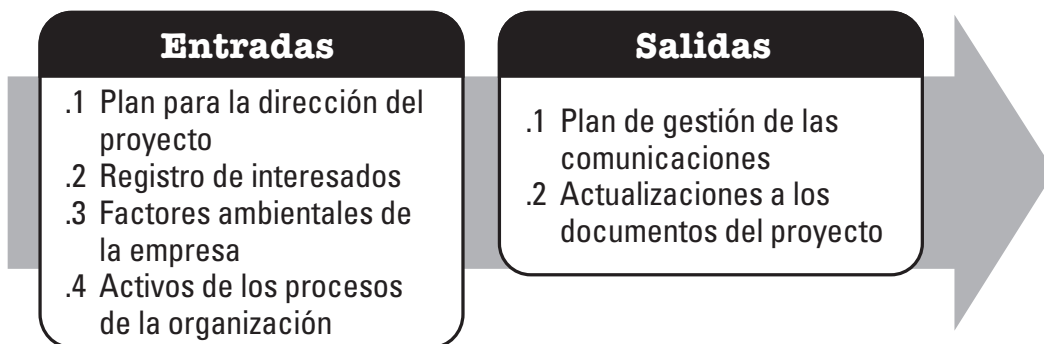 Entradas
.1 Plan para la dirección del
proyecto
.2 Registro de interesados
.3 Factores ambientales de
la empresa
.4 Activos de los procesos
de la organización
Salidas
.1 Plan de gestión de las
comunicaciones
.2 Actualizaciones a los
documentos del proyecto